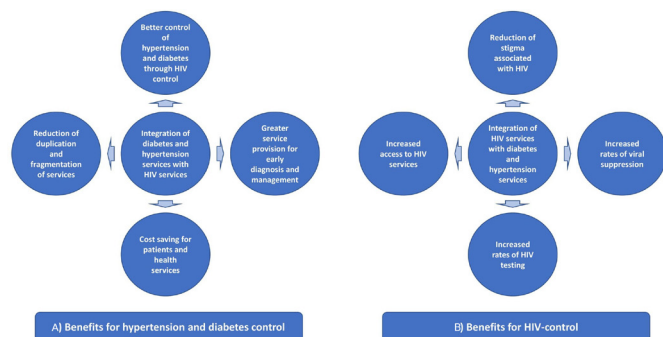 Better control
of
hypertension
and diabetes
through HIV
control
Reduction of
duplication
and
fragmentation
of services
Integration of
diabetes and
hypertension
services with
HIV services
Greater
service
provision for
early
diagnosis and
management
Cost saving for
patients and
health
services
A) Benefits for hypertension and diabetes control
Reduction of
stigma
associated
with HIV
Increased
access to HIV
services
Integration of
HIV services
with diabetes
and
hypertension
services
Increased
rates of viral
suppression
Increased
rates of HIV
testing
B) Benefits for HIV-control